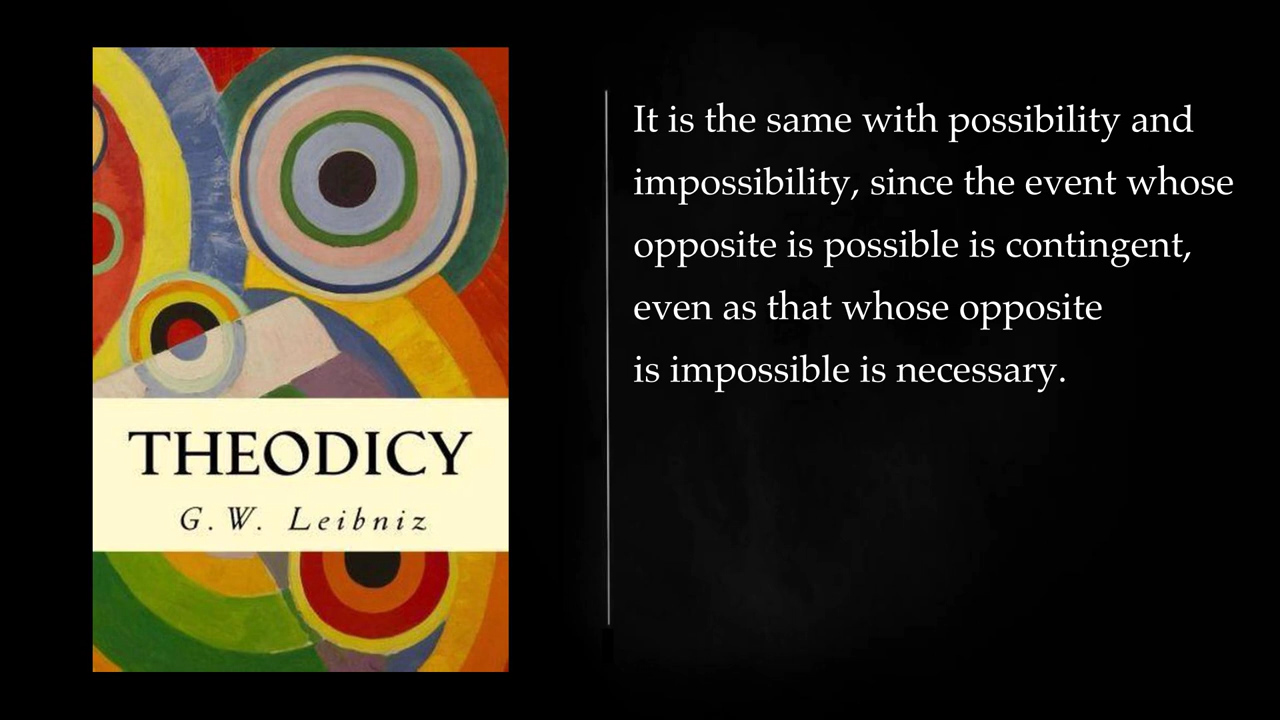 THEODICY
G. W. Leibniz
It is the same with possibility and
impossibility, since the event whose
opposite is possible is contingent,
even as that whose opposite
is impossible is necessary.